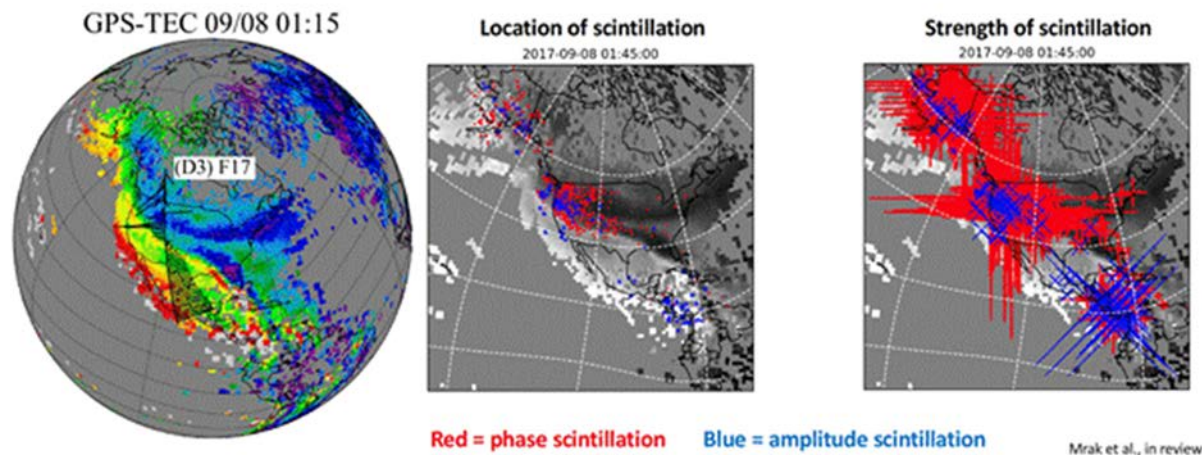 GPS-TEC 09/08 01:15
(D3) F17
Location of scintillation
2017-09-08 01:45:00
Strength of scintillation
2017-09-08 01:45:00
Red = phase scintillation Blue = amplitude scintillation
Mrak et al., in review